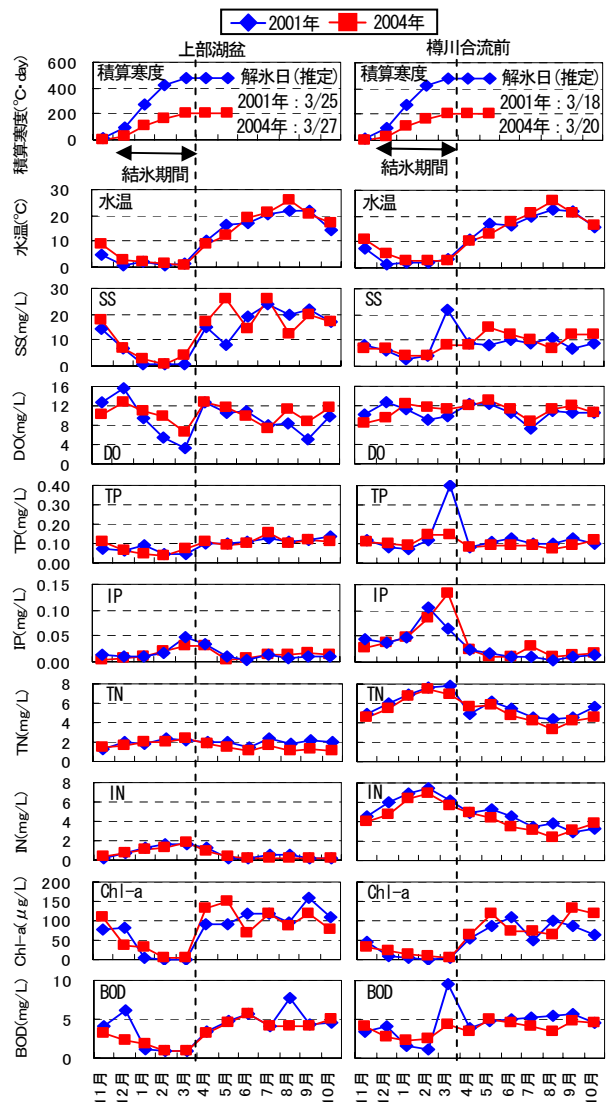 2001年 2004年
上部湖盆 樽川合流前
積算寒度(℃・day)
600
400
200
0
積算寒度
解氷日(推定)
2001年：3/25
2004年：3/27
結氷期間
積算寒度
解氷日(推定)
2001年：3/18
2004年：3/20
結氷期間
水温(℃)
30
20
10
0
水温
水温
SS(mg/L)
30
20
10
0
SS
SS
DO(mg/L)
16
12
8
4
0
DO
DO
TP(mg/L)
0.40
0.30
0.20
0.10
0.00
TP
TP
IP(mg/L)
0.15
0.10
0.05
0.00
IP
IP
TN(mg/L)
8
6
4
2
0
TN
TN
IN(mg/L)
8
6
4
2
0
IN
IN
Chl-a(μg/L)
200
150
100
50
0
Chl-a
Chl-a
BOD(mg/L)
10
5
0
BOD
BOD
11月 12月 1月 2月 3月 4月 5月 6月 7月 8月 9月 10月
11月 12月 1月 2月 3月 4月 5月 6月 7月 8月 9月 10月